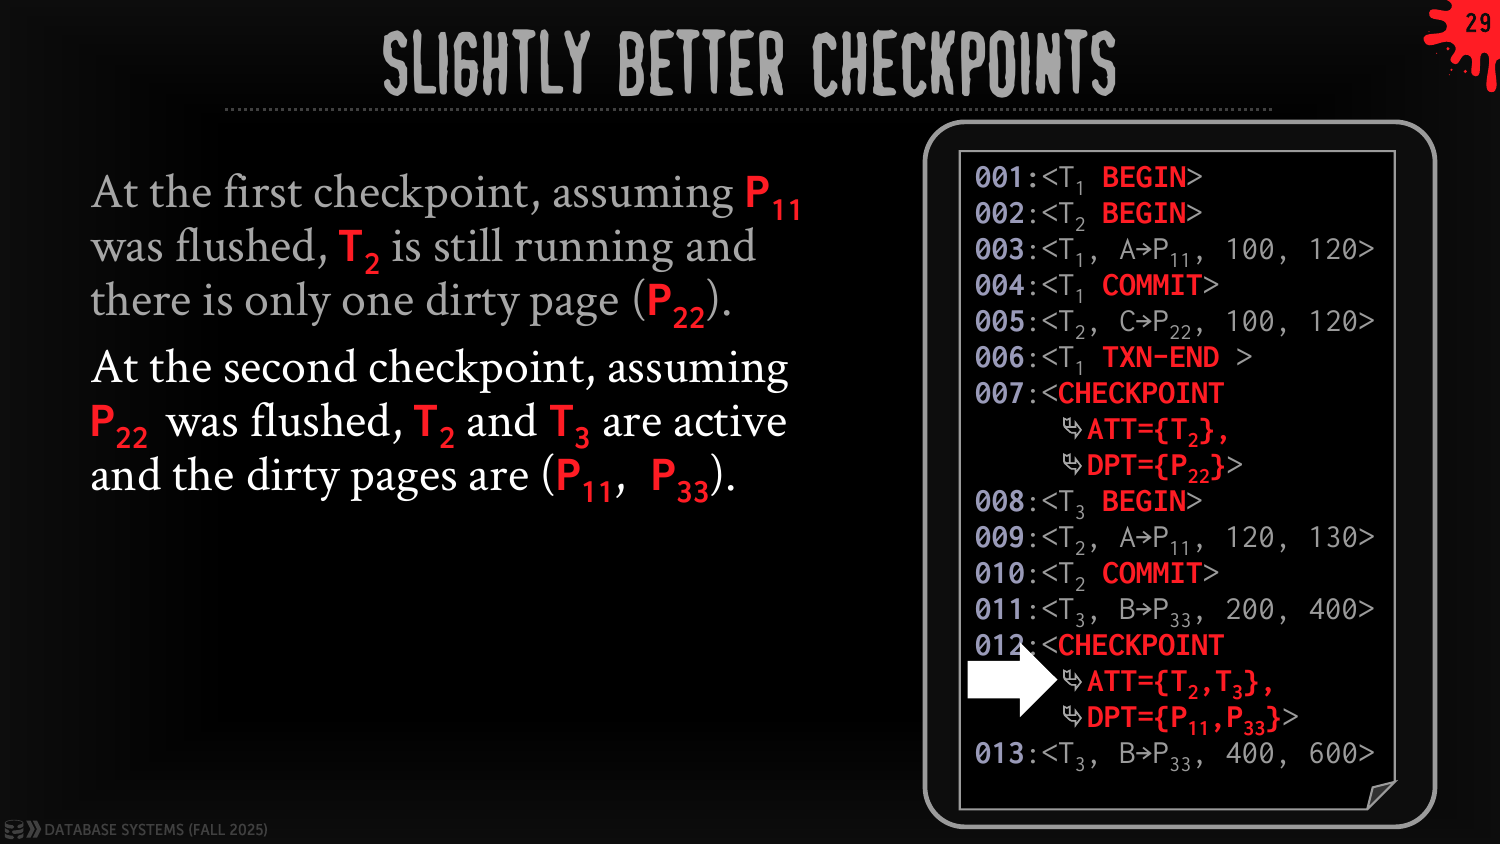 SLIGHTLY BETTER CHECKPOINTS
29
At the first checkpoint, assuming P11
was flushed, T2 is still running and
there is only one dirty page (P22).
At the second checkpoint, assuming
P22 was flushed, T2 and T3 are active
and the dirty pages are (P11, P33).
001:<T1 BEGIN>
002:<T2 BEGIN>
003:<T1, A→P11, 100, 120>
004:<T1 COMMIT>
005:<T2, C→P22, 100, 120>
006:<T1 TXN-END >
007:<CHECKPOINT
⮱ATT={T2},
⮱DPT={P22}>
008:<T3 BEGIN>
009:<T2, A→P11, 120, 130>
010:<T2 COMMIT>
011:<T3, B→P33, 200, 400>
012:<CHECKPOINT
⮱ATT={T2,T3},
⮱DPT={P11,P33}>
013:<T3, B→P33, 400, 600>
DATABASE SYSTEMS (FALL 2025)